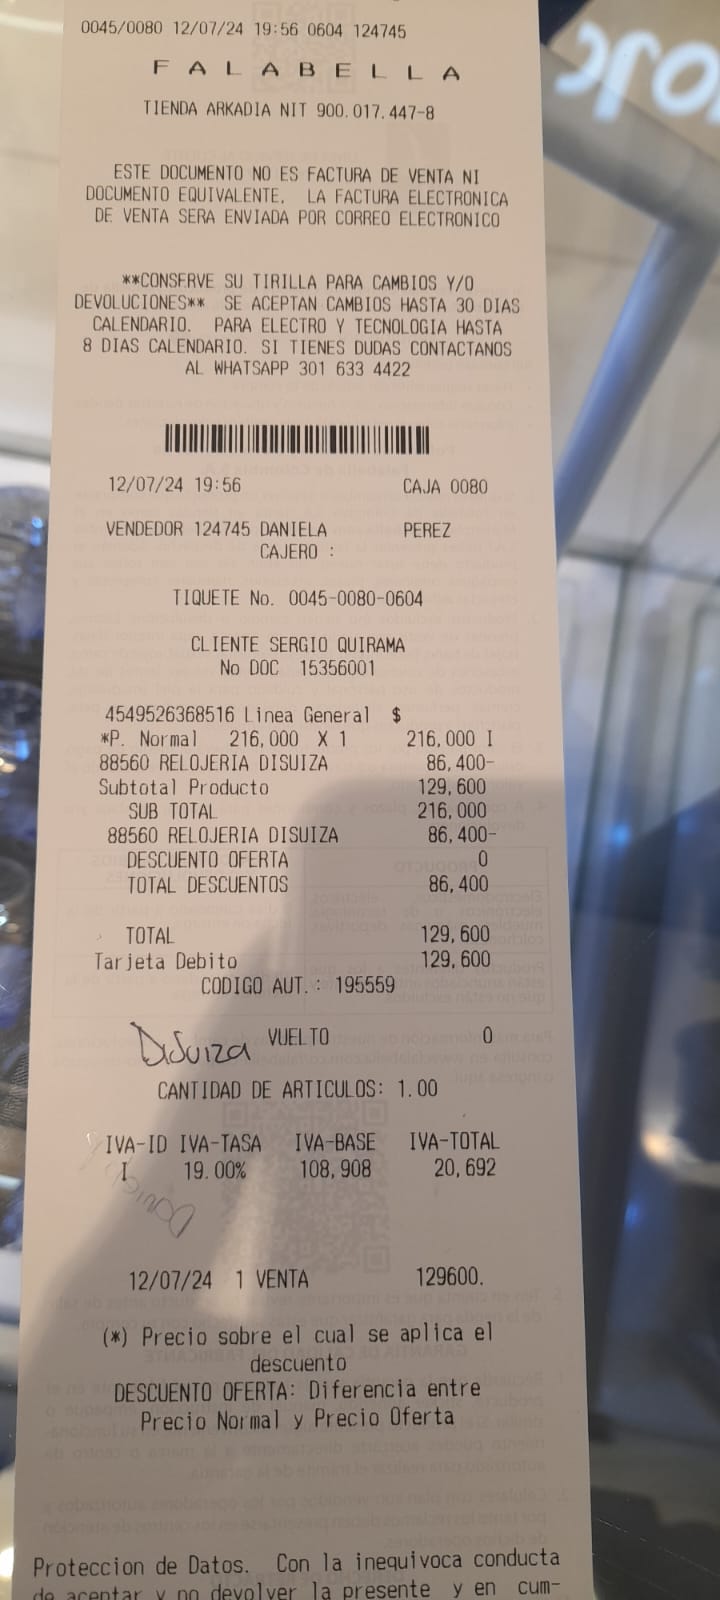 0045/0080 12/07/24 19:56 0604 124745
FALABELLA
TIENDA ARKADIA NIT 900.017.447-8
ESTE DOCUMENTO NO ES FACTURA DE VENTA NI
DOCUMENTO EQUIVALENTE. LA FACTURA ELECTRONICA
DE VENTA SERA ENVIADA POR CORREO ELECTRONICO
**CONSERVE SU TIRILLA PARA CAMBIOS Y/O
DEVOLUCIONES** SE ACEPTAN CAMBIOS HASTA 30 DIAS
CALENDARIO. PARA ELECTRO Y TECNOLOGIA HASTA
8 DIAS CALENDARIO. SI TIENES DUDAS CONTACTANOS
AL WHATSAPP 301 633 4422
12/07/24 19:56 CAJA 0080
VENDEDOR 124745 DANIELA PEREZ
CAJERO :
TIQUETE No. 0045-0080-0604
CLIENTE SERGIO QUIRAMA
No DOC 15356001
4549526368516 Linea General $
*P. Normal 216,000 X 1 216,000 I
88560 RELOJERIA DISUIZA 86,400-
Subtotal Producto 129,600
SUB TOTAL 216,000
88560 RELOJERIA DISUIZA 86,400-
DESCUENTO OFERTA 0
TOTAL DESCUENTOS 86,400
TOTAL 129,600
Tarjeta Debito 129,600
CODIGO AUT. : 195559
Disuiza VUELTO 0
CANTIDAD DE ARTICULOS: 1.00
IVA-ID IVA-TASA IVA-BASE IVA-TOTAL
I 19.00% 108,908 20,692
12/07/24 1 VENTA 129600.
(*) Precio sobre el cual se aplica el
descuento
DESCUENTO OFERTA: Diferencia entre
Precio Normal y Precio Oferta
Proteccion de Datos. Con la inequivoca conducta
de aceptar y no devolver la presente y en cum-